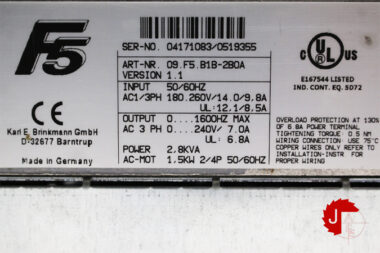 F5
SER-NO. 04171083/0519355
ART-NR. 09.F5.B1B-2B0A
VERSION 1.1
INPUT 50/60HZ
AC1/3PH 180.260V/14.0/9.8A
UL:12.1/8.5A
OUTPUT 0...1600HZ MAX
AC 3 PH 0...240V/ 7.0A
UL: 6.8A
POWER 2.8KVA
AC-MOT 1.5KW 2/4P 50/60HZ
CE
Karl E. Brinkmann GmbH
D-32677 Barntrup
Made in Germany
C UL US
E167544 LISTED
IND. CONT. EQ. 5D72
OVERLOAD PROTECTION AT 130%
OF 6.8A POWER TERMINAL
TIGHTENING TORQUE 0.5 NM
WIRING CONNECTIONS: USE 75°C
COPPER WIRES ONLY REFER TO
INSTALLATION-INSTR FOR
PROPER WIRING